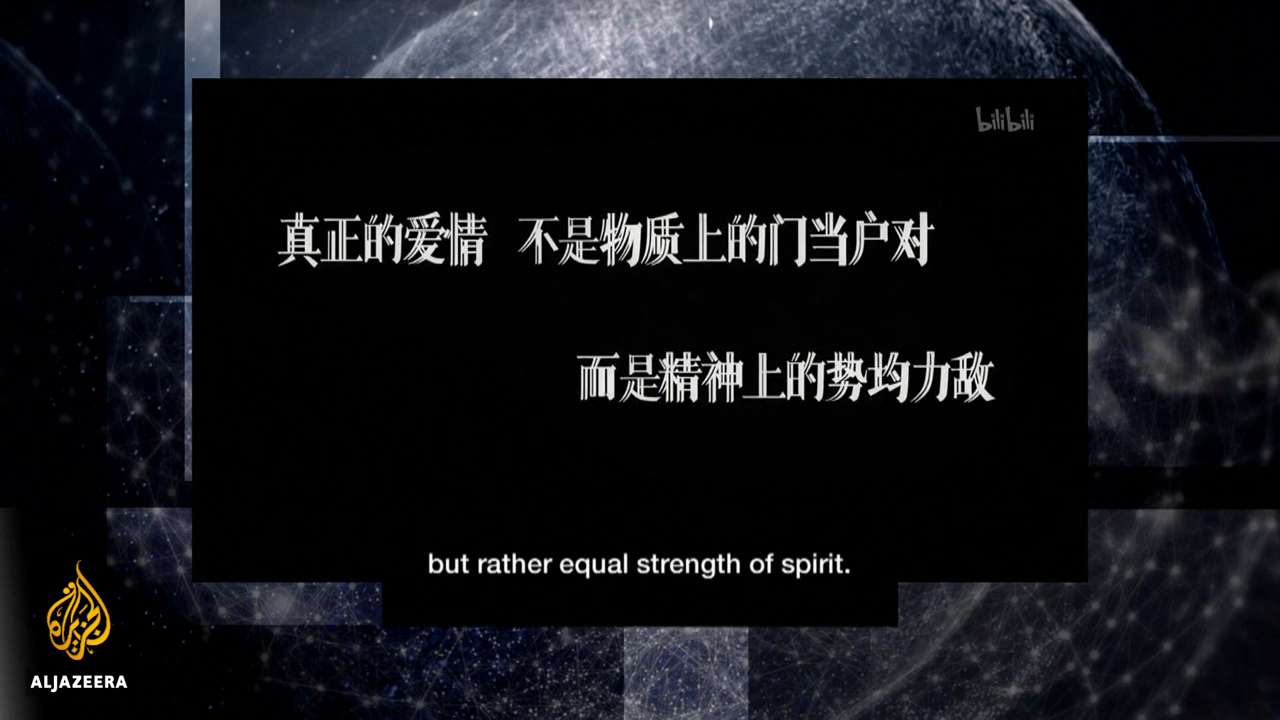 bilibili
真正的爱情 不是物质上的门当户对
而是精神上的势均力敌
but rather equal strength of spirit.
الجزيرة
ALJAZEERA